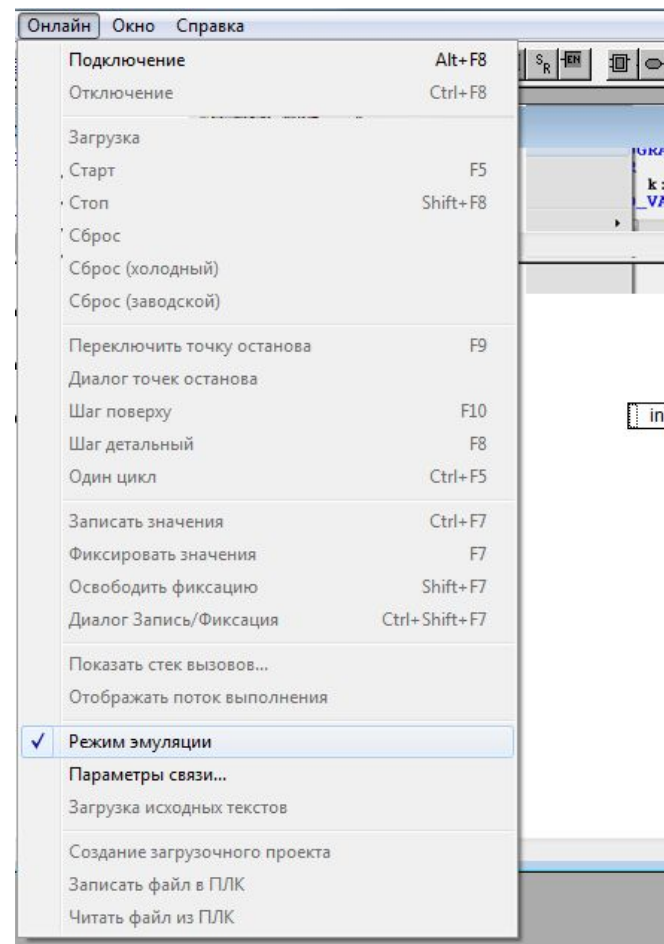 Онлайн Окно Справка
Подключение Alt+F8
Отключение Ctrl+F8
Загрузка
Старт F5
Стоп Shift+F8
Сброс
Сброс (холодный)
Сброс (заводской)
Переключить точку останова F9
Диалог точек останова
Шаг поверху F10
Шаг детальный F8
Один цикл Ctrl+F5
Записать значения Ctrl+F7
Фиксировать значения F7
Освободить фиксацию Shift+F7
Диалог Запись/Фиксация Ctrl+Shift+F7
Показать стек вызовов...
Отображать поток выполнения
Режим эмуляции
Параметры связи...
Загрузка исходных текстов
Создание загрузочного проекта
Записать файл в ПЛК
Читать файл из ПЛК
S R EN
k:
_VA
in